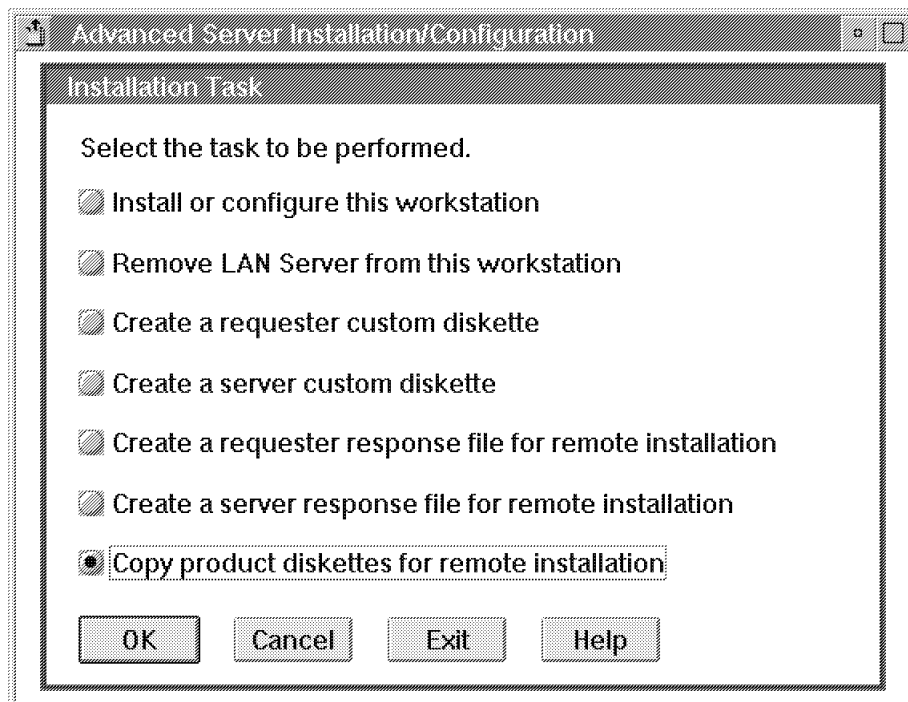 Advanced Server Installation/Configuration
Installation Task
Select the task to be performed.
Install or configure this workstation
Remove LAN Server from this workstation
Create a requester custom diskette
Create a server custom diskette
Create a requester response file for remote installation
Create a server response file for remote installation
Copy product diskettes for remote installation
OK Cancel Exit Help